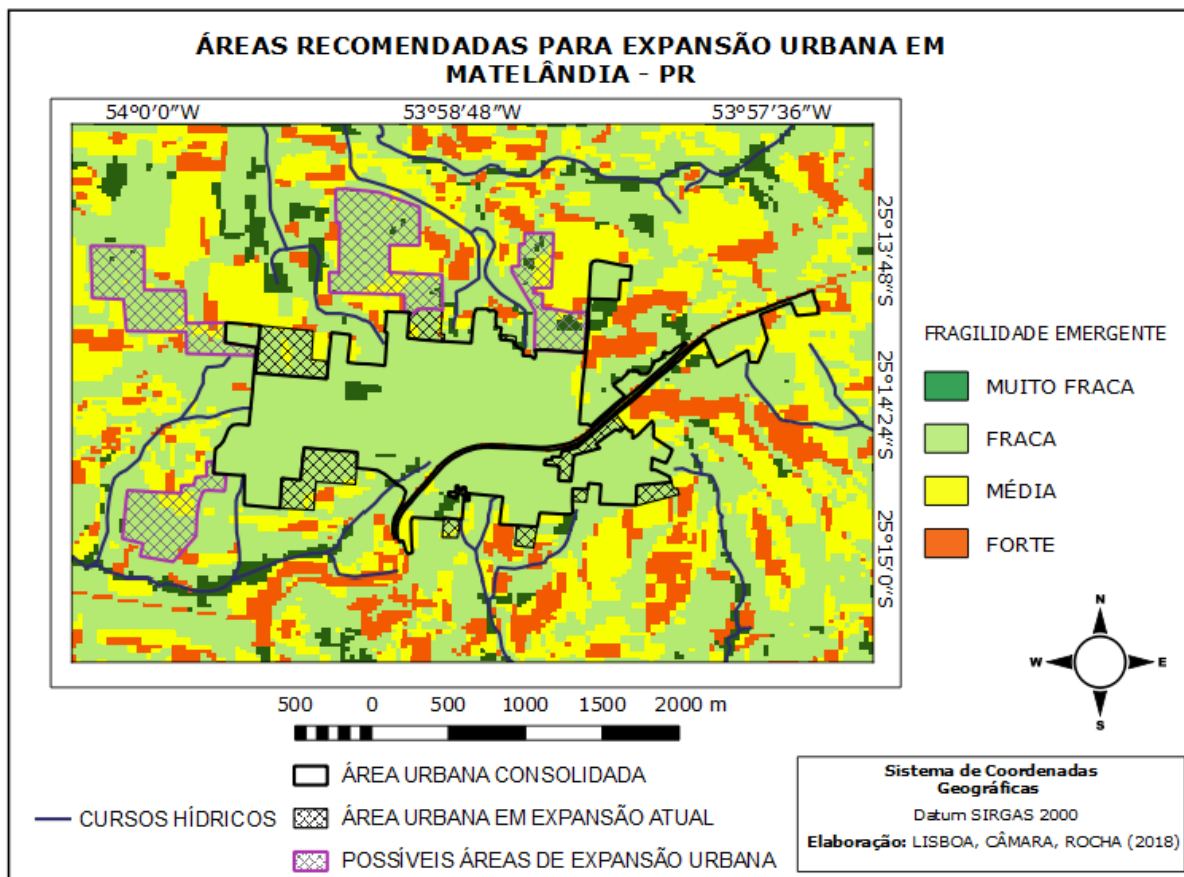 ÁREAS RECOMENDADAS PARA EXPANSÃO URBANA EM
MATELÂNDIA - PR
54°0′0″W
53°58′48″W
53°57′36″W
25°13′48″S
25°14′24″S
25°15′0″S
FRAGILIDADE EMERGENTE
MUITO FRACA
FRACA
MÉDIA
FORTE
N
W
E
S
500 0 500 1000 1500 2000 m
ÁREA URBANA CONSOLIDADA
CURSOS HÍDRICOS
ÁREA URBANA EM EXPANSÃO ATUAL
POSSÍVEIS ÁREAS DE EXPANSÃO URBANA
Sistema de Coordenadas
Geográficas
Datum SIRGAS 2000
Elaboração: LISBOA, CÂMARA, ROCHA (2018)